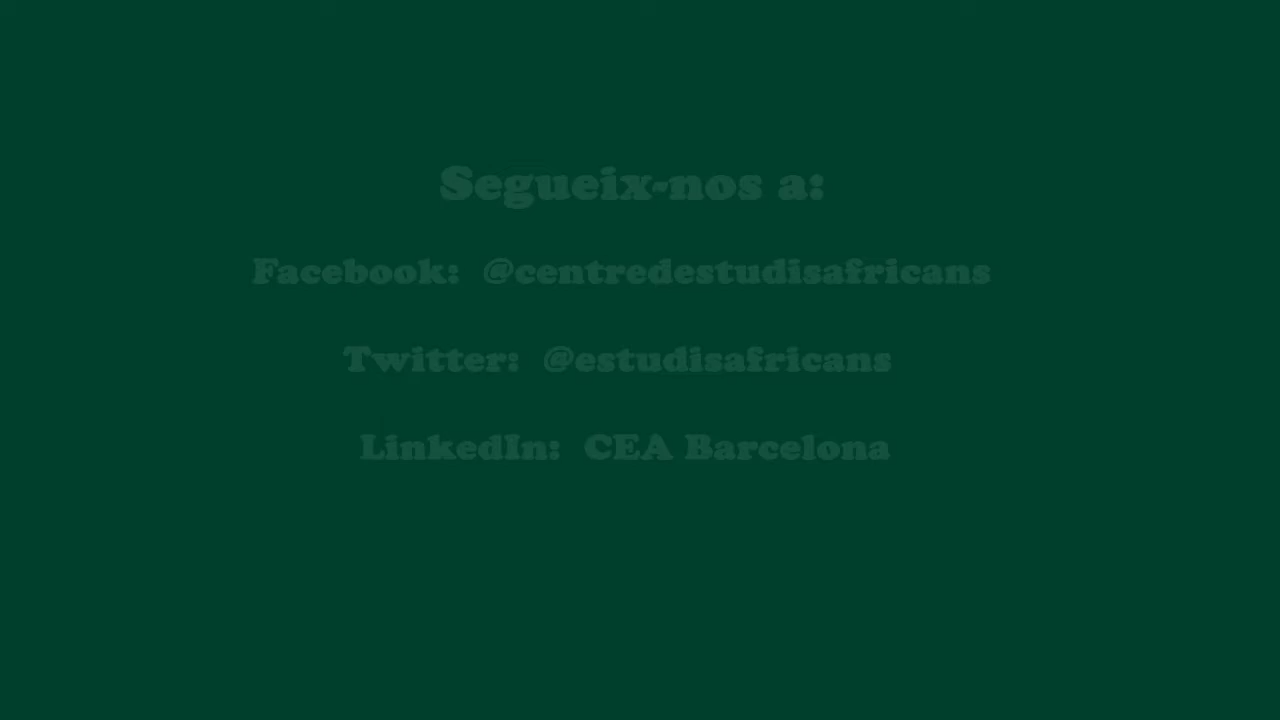 Segueix-nos a:
Facebook: @centredestudisafricans
Twitter: @estudisafricans
LinkedIn: CEA Barcelona